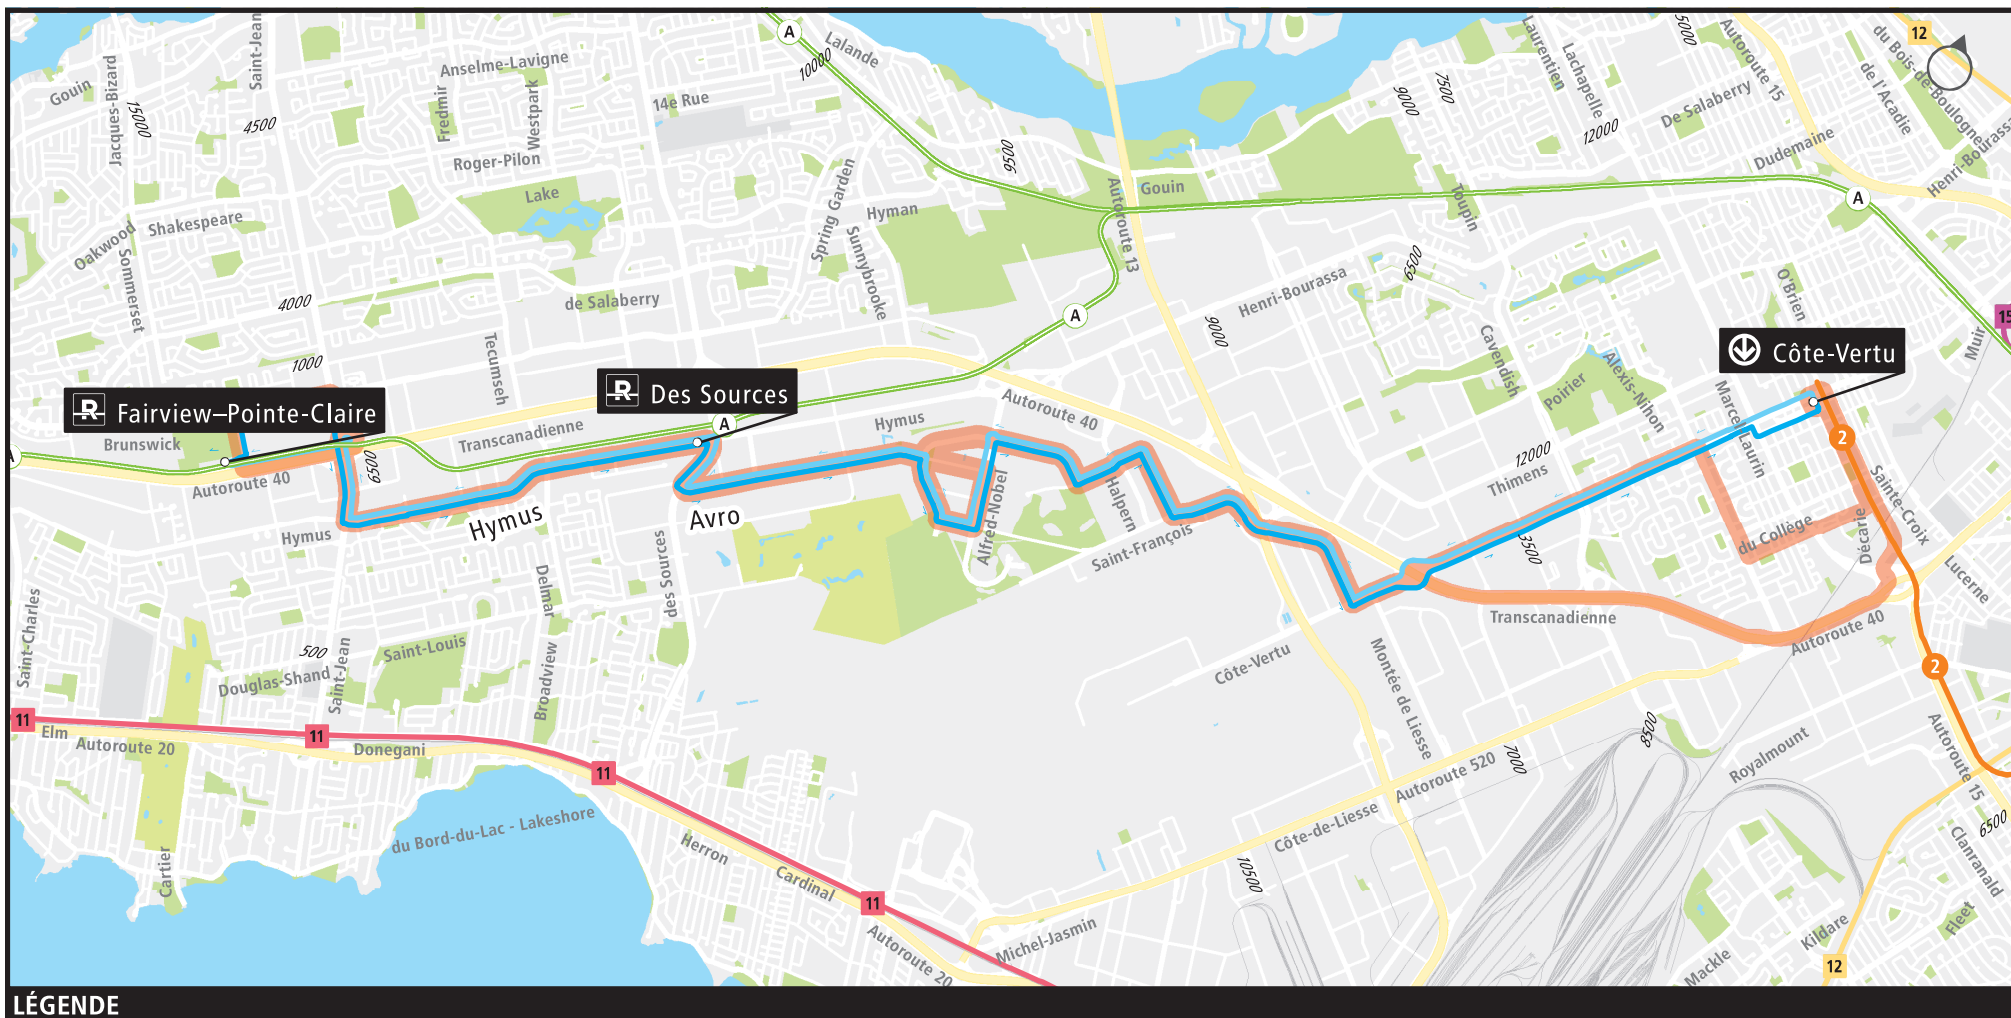 A
Lalande
10000
Gouin
Jacques-Bizard
15000
Saint-Jean
4500
Anselme-Lavigne
Fredmir
Westpark
Roger-Pilon
14e Rue
Lake
Shakespeare
Oakwood
Sommerset
4000
de Salaberry
1000
Tecumseh
Spring Garden
Hyman
Sunnybrooke
9500
Autoroute 13
Gouin
Laurentien
Lachapelle
7500
9000
12000
5000
Autoroute 15
De Salaberry
Dudemaine
12
du Bois-de-Boulogne
de l'Acadie
Henri-Bourassa
A
Toupin
6500
Henri-Bourassa
9000
A
Cavendish
Poirier
Alexis-Nihon
O'Brien
Marcel-Laurin
Muir
15
Côte-Vertu
R Fairview–Pointe-Claire
R Des Sources
A
Brunswick
Autoroute 40
A
Transcanadienne
6500
Hymus
Hymus
Avro
Hymus
Autoroute 40
Alfred-Nobel
Halpern
Saint-François
12000
Thimens
3500
du Collège
Décarie
2
Sainte-Croix
Lucerne
Transcanadienne
Autoroute 40
2
Saint-Charles
500
Douglas-Shand
Saint-Jean
Saint-Louis
Delmar
Broadview
des Sources
Côte-Vertu
Montée de Liesse
11
Elm
Autoroute 20
11
Donegani
11
du Bord-du-Lac - Lakeshore
Cartier
Herron
Cardinal
11
Autoroute 20
Michel-Jasmin
10500
Côte-de-Liesse
Autoroute 520
7000
8500
Royalmount
Autoroute 15
6500
Clanranald
Fleet
Kildare
Mackle
12
LÉGENDE